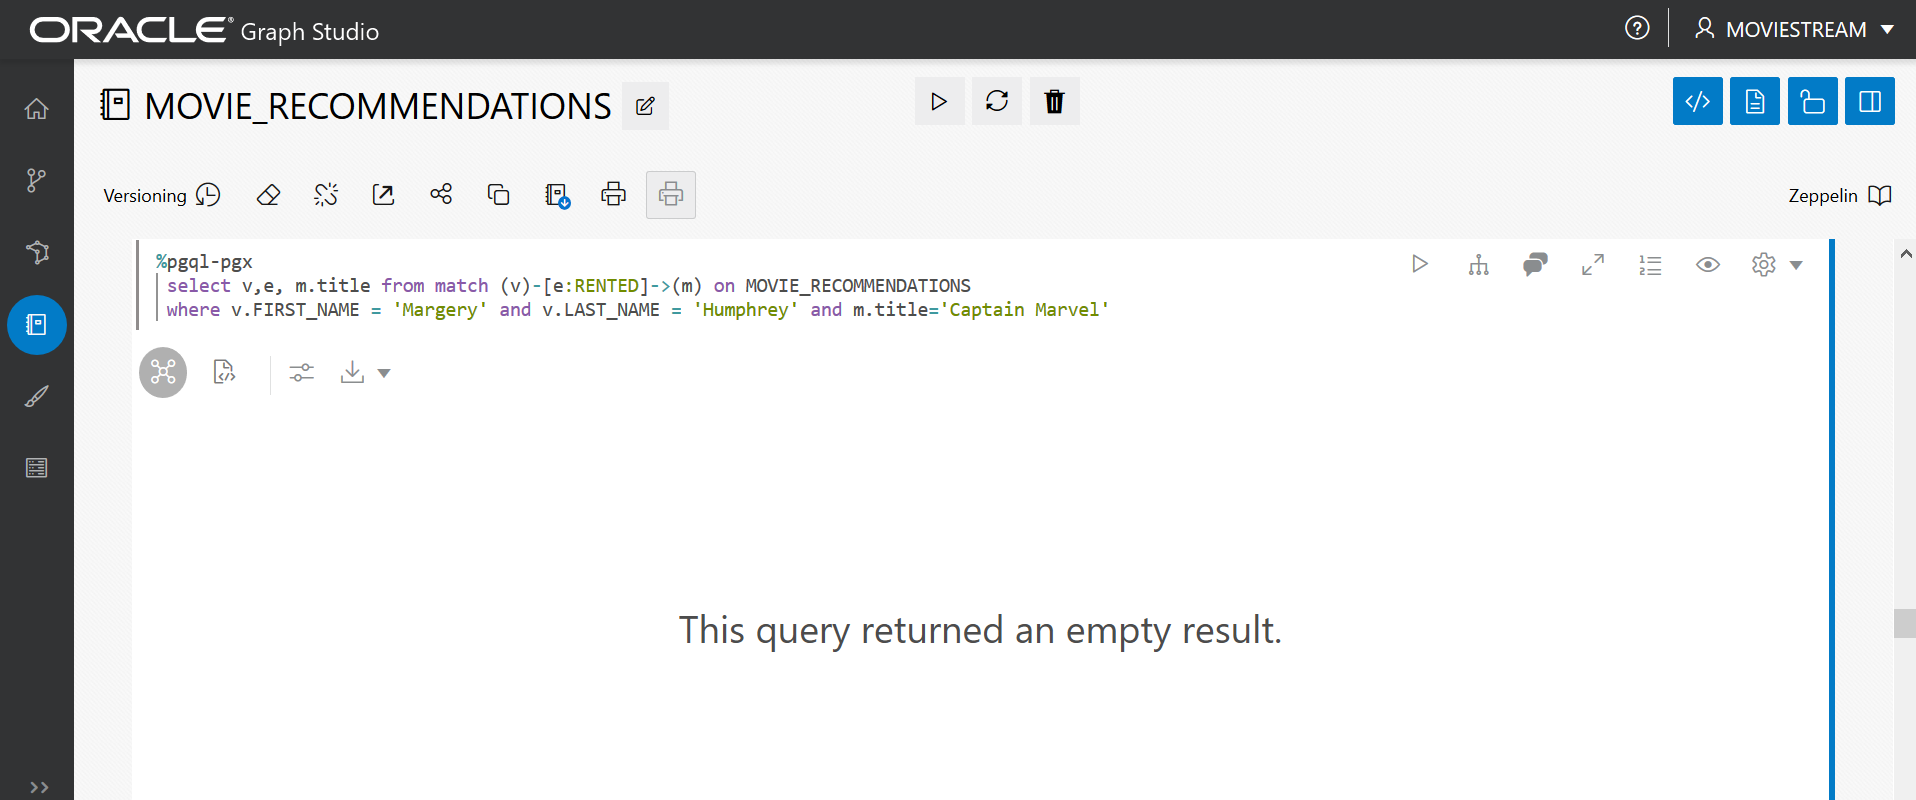 ORACLE® Graph Studio
MOVIESTREAM
MOVIE_RECOMMENDATIONS
Versioning
Zeppelin
%pgql-pgx
select v,e, m.title from match (v)-[e:RENTED]->(m) on MOVIE_RECOMMENDATIONS
where v.FIRST_NAME = 'Margery' and v.LAST_NAME = 'Humphrey' and m.title='Captain Marvel'
This query returned an empty result.